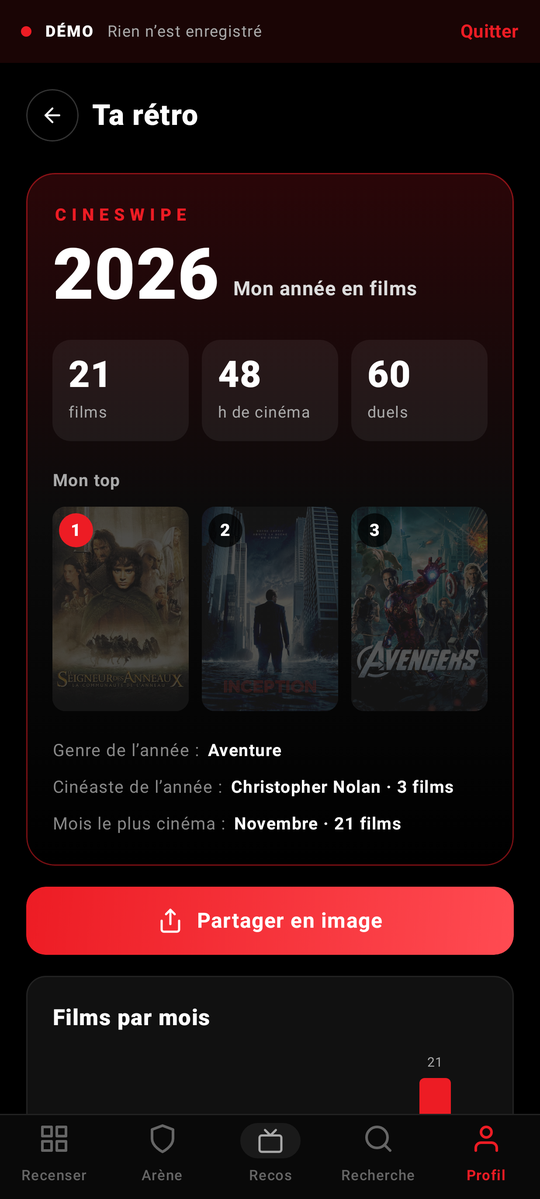 DÉMO Rien n’est enregistré Quitter
Ta rétro
CINESWIPE
2026 Mon année en films
21 48 60
films h de cinéma duels
Mon top
1 2 3
SEIGNEUR DES ANNEAUX
INCEPTION
AVENGERS
Genre de l’année : Aventure
Cinéaste de l’année : Christopher Nolan · 3 films
Mois le plus cinéma : Novembre · 21 films
Partager en image
Films par mois
21
Recenser Arène Recos Recherche Profil